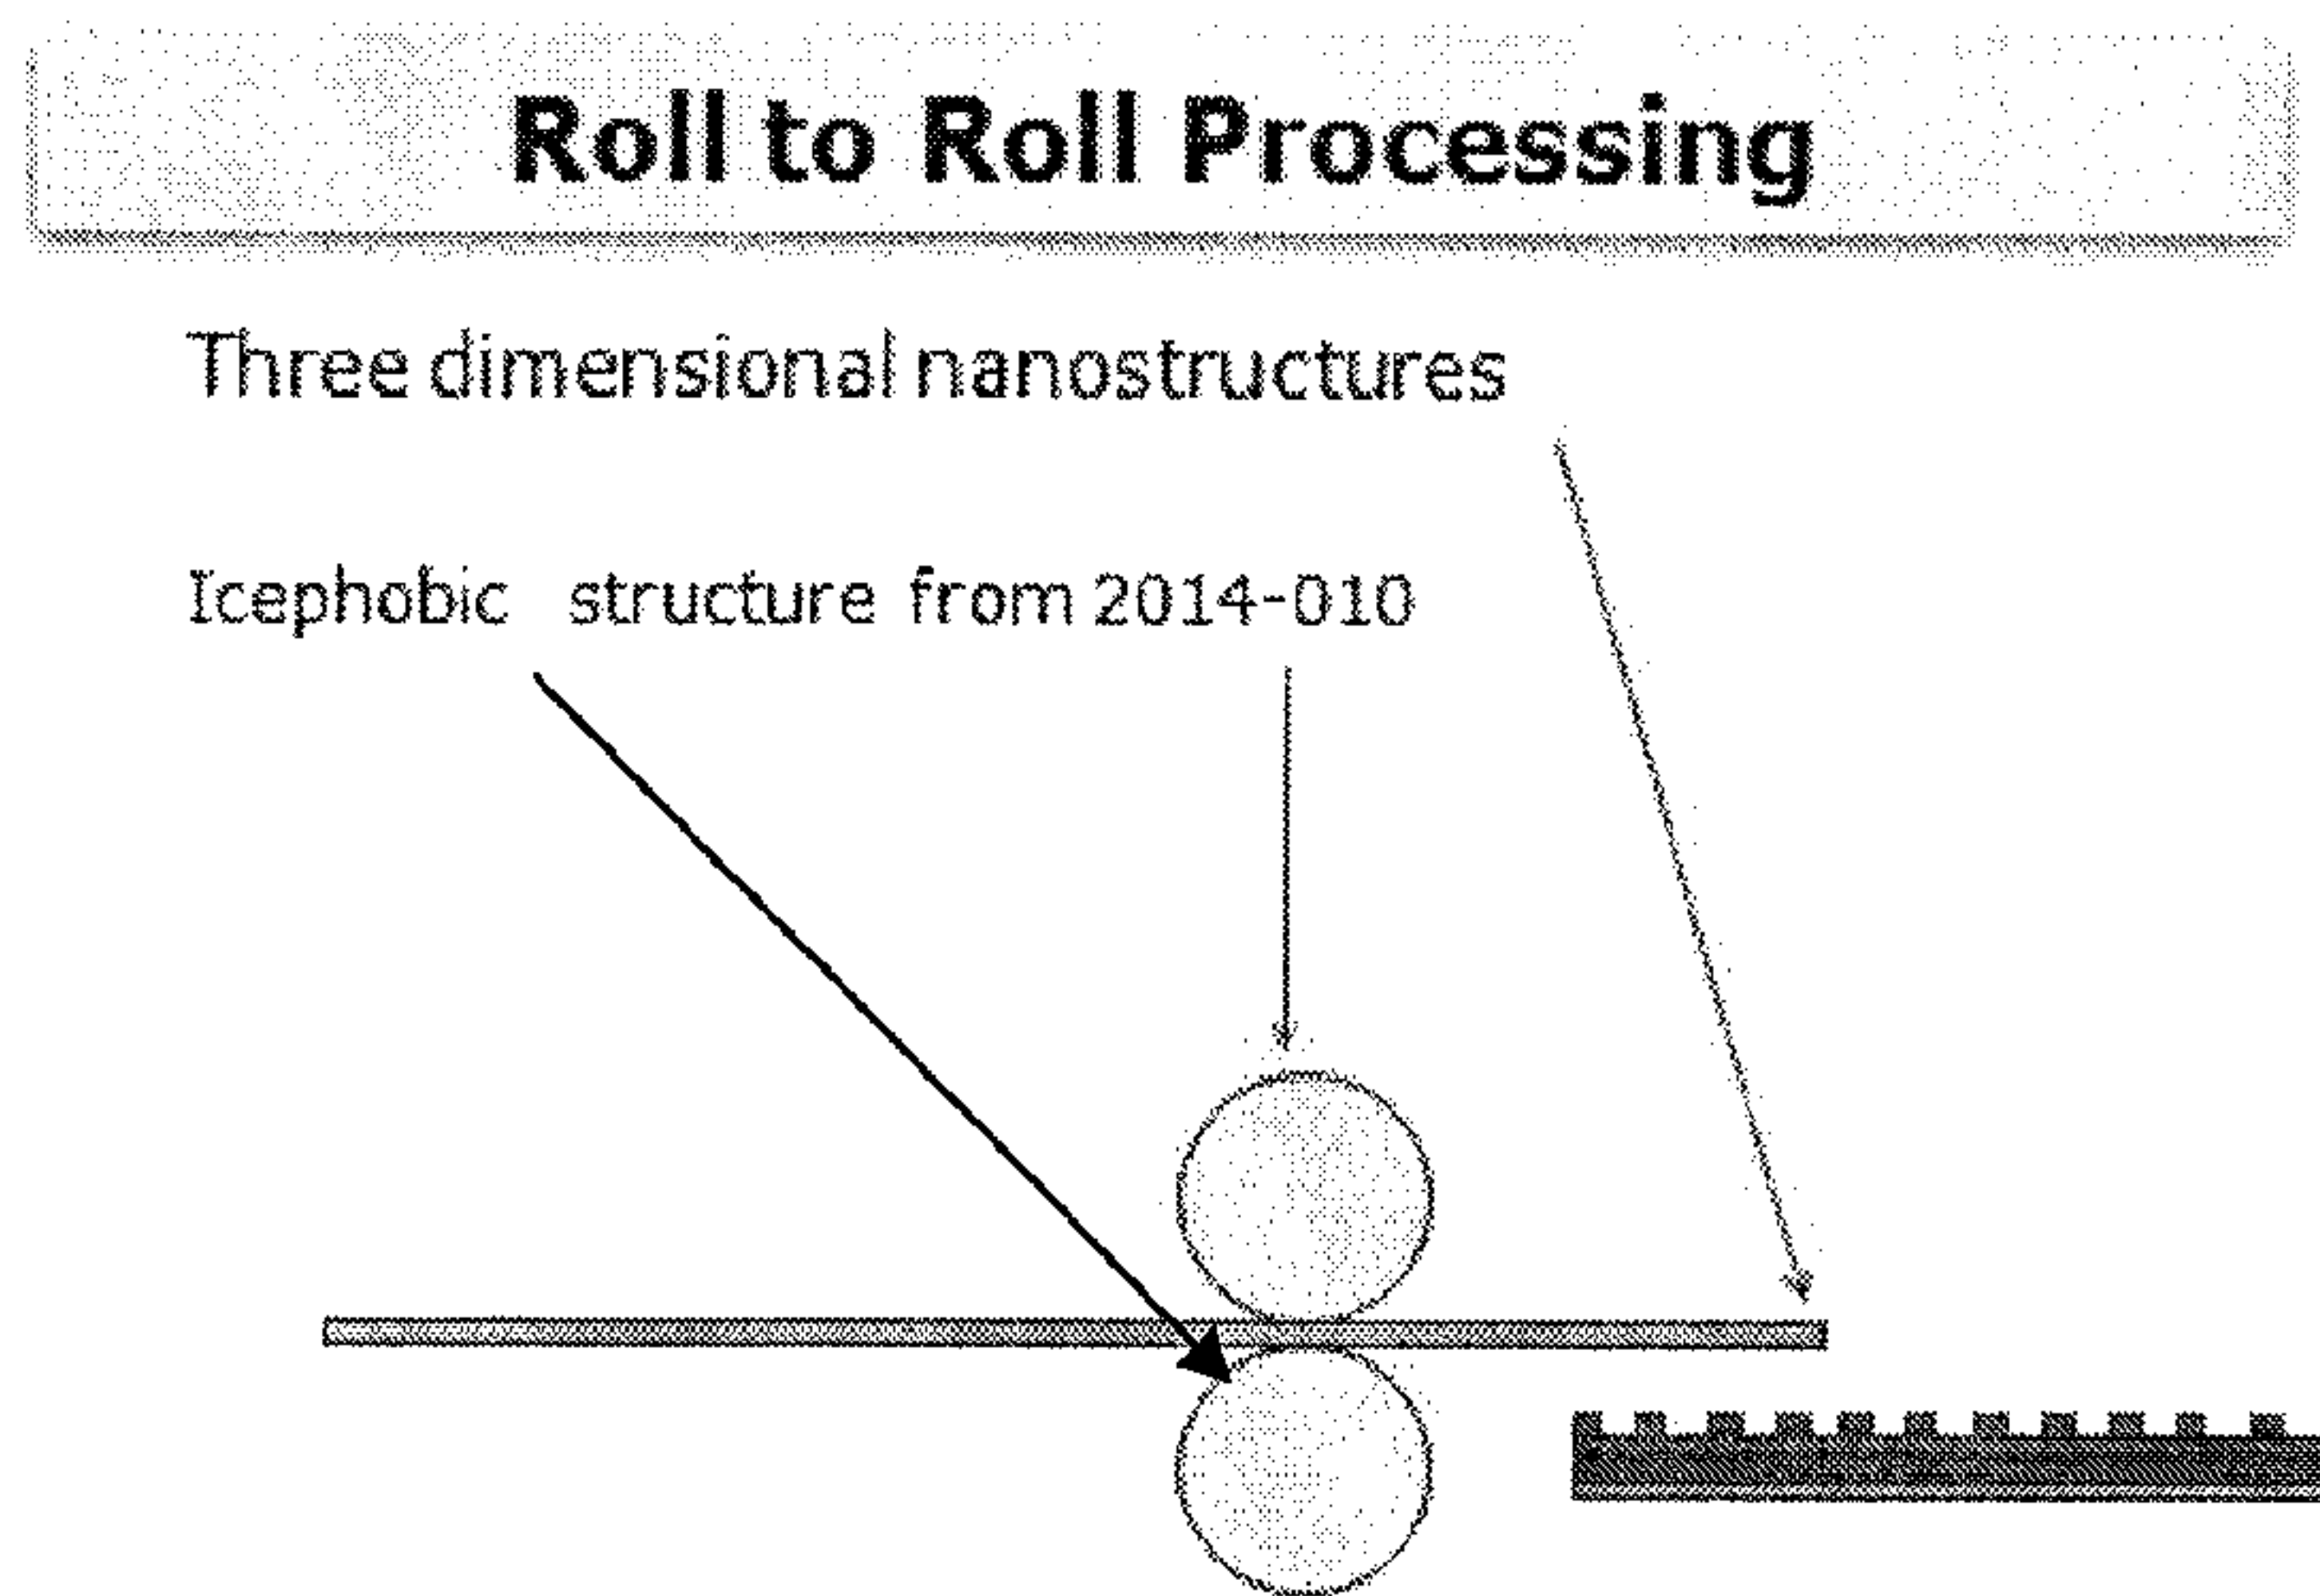 Roll to Roll Processing
Three dimensional nanostructures
Icephobic structure from 2014-010